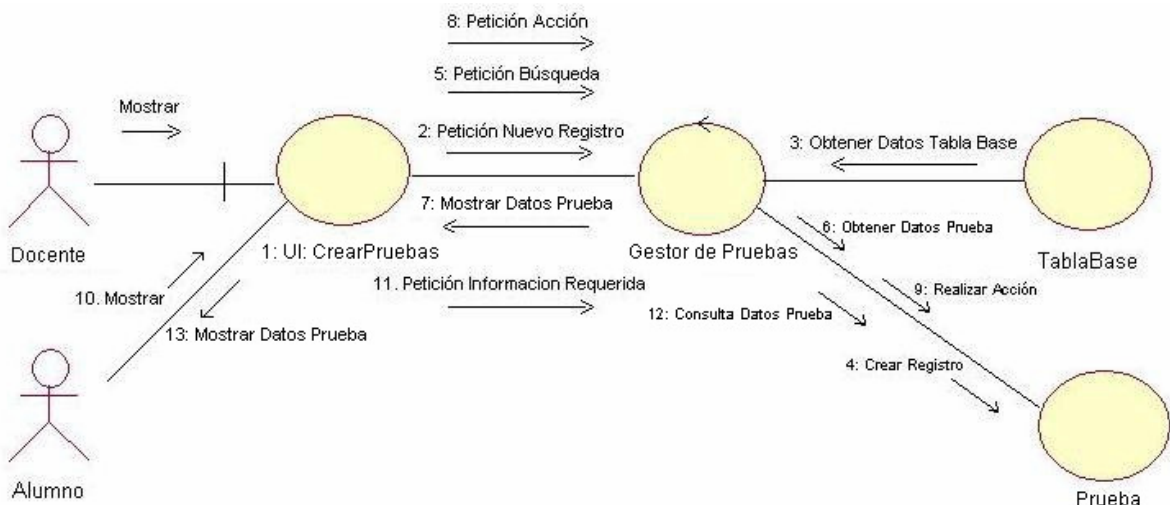 8: Petición Acción
5: Petición Búsqueda
Mostrar
2: Petición Nuevo Registro
3: Obtener Datos Tabla Base
7: Mostrar Datos Prueba
6: Obtener Datos Prueba
Docente
1: UI: CrearPruebas
Gestor de Pruebas
TablaBase
10. Mostrar
11. Petición Informacion Requerida
9: Realizar Acción
12: Consulta Datos Prueba
13: Mostrar Datos Prueba
4: Crear Registro
Alumno
Prueba